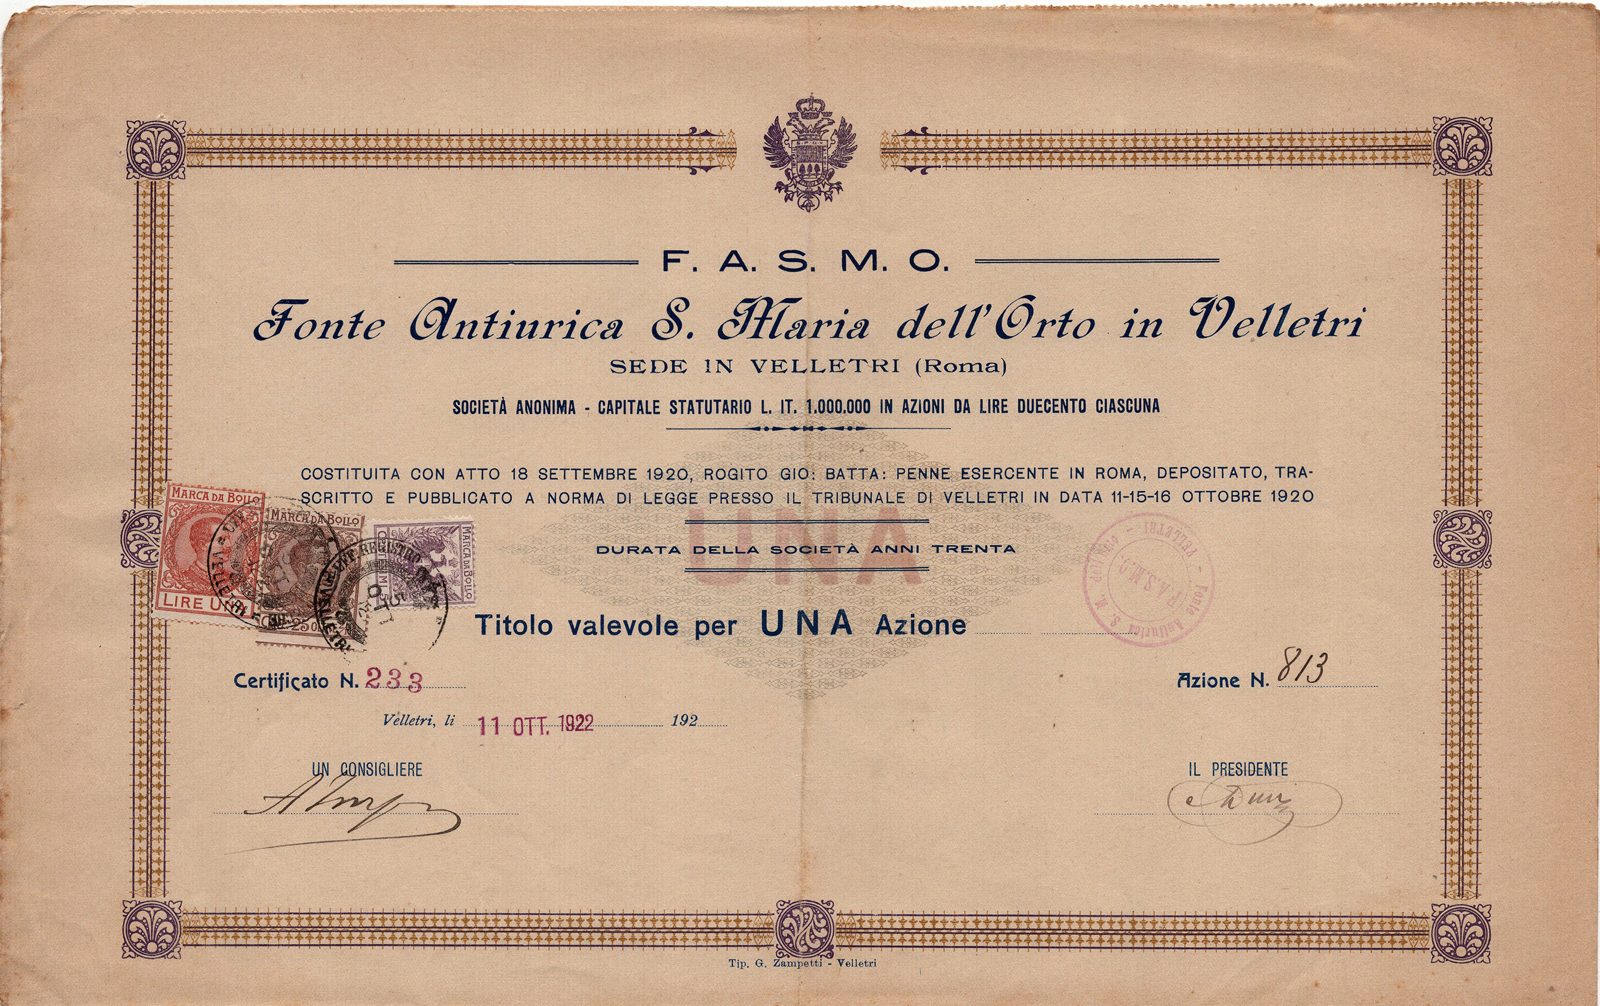 F. A. S. M. O.
Fonte Antiurica S. Maria dell'Orto in Velletri
SEDE IN VELLETRI (Roma)
SOCIETÀ ANONIMA - CAPITALE STATUTARIO L. IT. 1.000.000 IN AZIONI DA LIRE DUECENTO CIASCUNA
COSTITUITA CON ATTO 18 SETTEMBRE 1920, ROGITO GIO: BATTA: PENNE ESERCENTE IN ROMA, DEPOSITATO, TRA-
SCRITTO E PUBBLICATO A NORMA DI LEGGE PRESSO IL TRIBUNALE DI VELLETRI IN DATA 11-15-16 OTTOBRE 1920
UNA
DURATA DELLA SOCIETÀ ANNI TRENTA
MARCA DA BOLLO
LIRE
MARCA DA BOLLO
MARCA DA BOLLO
REGISTRO
VELLETRI
F.A.S.M.O.
Fonte Antiurica S. M.
VELLETRI
Titolo valevole per UNA Azione
Certificato N. 233
Azione N. 813
Velletri, li 11 OTT. 1922 192
UN CONSIGLIERE
IL PRESIDENTE
Tip. G. Zampetti - Velletri